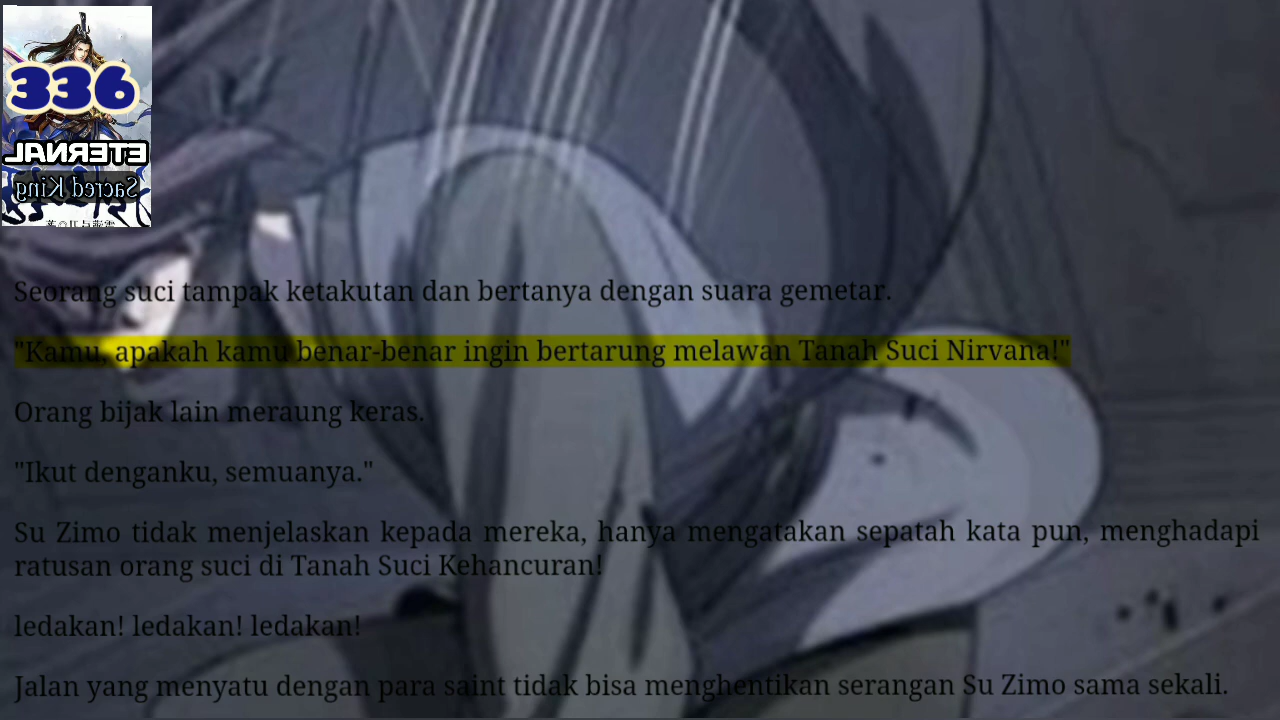 336
ETERNAL
Sacred King
Seorang suci tampak ketakutan dan bertanya dengan suara gemetar.
"Kamu, apakah kamu benar-benar ingin bertarung melawan Tanah Suci Nirvana!"
Orang bijak lain meraung keras.
"Ikut denganku, semuanya."
Su Zimo tidak menjelaskan kepada mereka, hanya mengatakan sepatah kata pun, menghadapi
ratusan orang suci di Tanah Suci Kehancuran!
ledakan! ledakan! ledakan!
Jalan yang menyatu dengan para saint tidak bisa menghentikan serangan Su Zimo sama sekali.